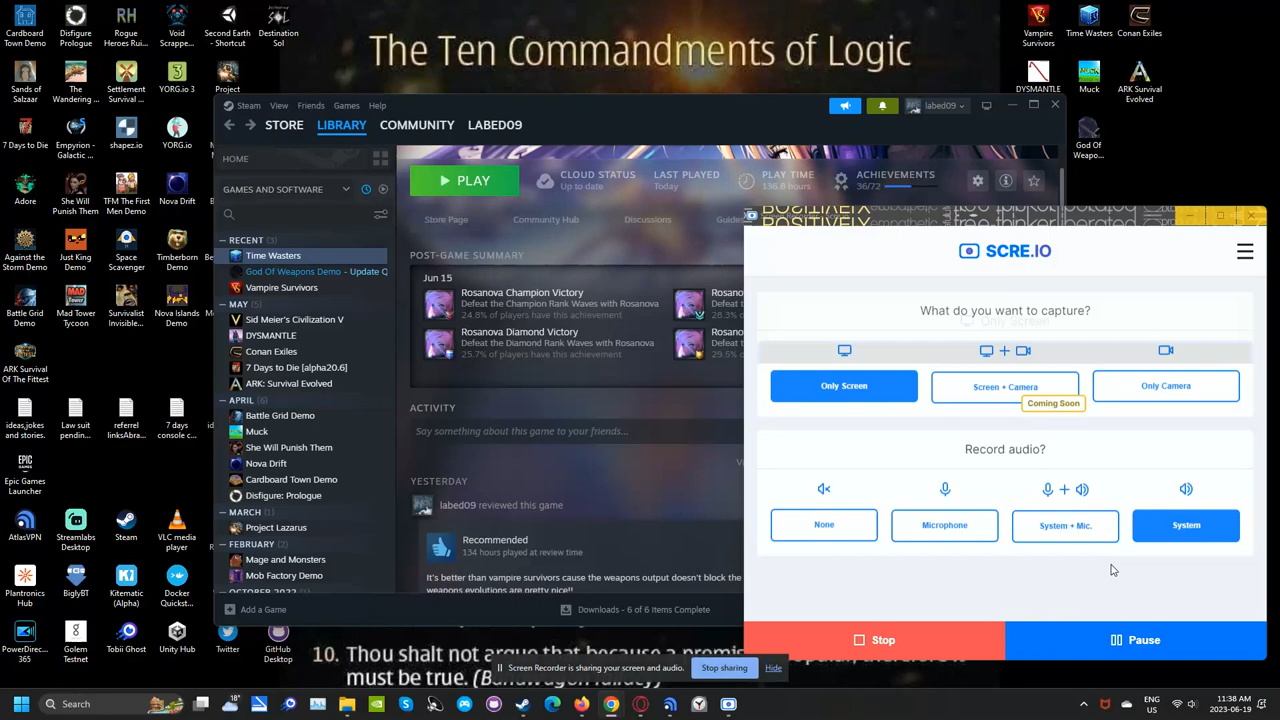 The Ten Commandments of Logic
Cardboard Town Demo
Disfigure Prologue
RH Rogue Heroes Rui...
Void Scrappe...
Second Earth - Shortcut
Destination Sol
Vampire Survivors
Time Wasters
Conan Exiles
Sands of Salzaar
The Wandering ...
Settlement Survival ...
YORG.io 3
Project
DYSMANTLE
Muck
ARK Survival Evolved
7 Days to Die
Empyrion - Galactic ...
shapez.io
YORG.io
God Of Weapo...
Adore
She Will Punish Them
TFM The First Men Demo
Nova Drift
Against the Storm Demo
Just King Demo
Space Scavenger
Timberborn Demo
Battle Grid Demo
Mad Tower Tycoon
Survivalist Invisible...
Nova Islands Demo
ARK Survival Of The Fittest
ideas,jokes and stories.
Law suit pendin...
referrel linksAbra...
7 days console c...
EPIC GAMES
Epic Games Launcher
AtlasVPN
Streamlabs Desktop
Steam
VLC media player
Plantronics Hub
BiglyBT
Kitematic (Alpha)
Docker Quickst...
PowerDirec... 365
Golem Testnet
Tobii Ghost
Unity Hub
Twitter
GitHub Desktop
Steam View Friends Games Help
labed09
STORE LIBRARY COMMUNITY LABED09
HOME
GAMES AND SOFTWARE
RECENT (3)
Time Wasters
God Of Weapons Demo - Update Q
Vampire Survivors
MAY (5)
Sid Meier's Civilization V
DYSMANTLE
Conan Exiles
7 Days to Die [alpha20.6]
ARK: Survival Evolved
APRIL (6)
Battle Grid Demo
Muck
She Will Punish Them
Nova Drift
Cardboard Town Demo
Disfigure: Prologue
MARCH (1)
Project Lazarus
FEBRUARY (2)
Mage and Monsters
Mob Factory Demo
OCTOBER 2022
Add a Game
Downloads - 6 of 6 Items Complete
PLAY
CLOUD STATUS
Up to date
LAST PLAYED
Today
PLAY TIME
136.8 hours
ACHIEVEMENTS
36/72
Store Page Community Hub Discussions Guides
POST-GAME SUMMARY
Jun 15
Rosanova Champion Victory
Defeat the Champion Rank Waves with Rosanova
24.8% of players have this achievement
Rosanova Diamond Victory
Defeat the Diamond Rank Waves with Rosanova
25.7% of players have this achievement
ACTIVITY
Say something about this game to your friends...
YESTERDAY
labed09 reviewed this game
Recommended
134 hours played at review time
It's better than vampire survivors cause the weapons output doesn't block the
weapons evolutions are pretty nice!!
SCRE.IO
What do you want to capture?
Only Screen
Screen + Camera
Coming Soon
Only Camera
Record audio?
None
Microphone
System + Mic.
System
Stop
Pause
10. Thou shalt not argue that because a
must be true. (Bandwagon Fallacy)
Screen Recorder is sharing your screen and audio. Stop sharing Hide
Search
18°
ENG
US
11:38 AM
2023-06-19